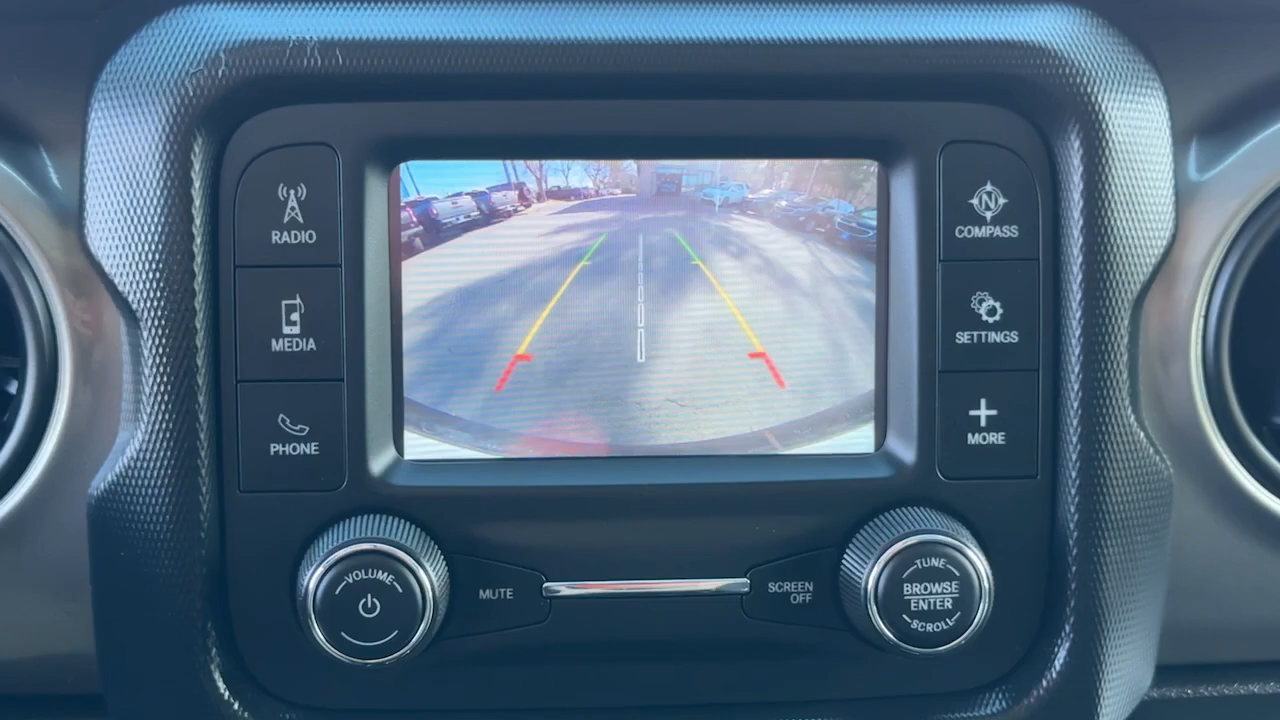 RADIO
MEDIA
PHONE
N
COMPASS
SETTINGS
MORE
VOLUME
MUTE
SCREEN
OFF
TUNE
BROWSE
ENTER
SCROLL